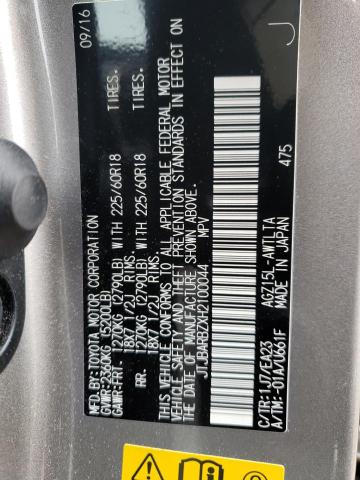 MFD. BY: TOYOTA MOTOR CORPORATION 09/16
GVWR:2360KG (5200LB)
GAWR:FRT- 1270KG (2790LB) WITH 225/60R18 TIRES.
18X7 1/2J RIMS.
RR. 1270KG (2790LB) WITH 225/60R18 TIRES.
18X7 1/2J RIMS.
THIS VEHICLE CONFORMS TO ALL APPLICABLE FEDERAL MOTOR
VEHICLE SAFETY AND THEFT PREVENTION STANDARDS IN EFFECT ON
THE DATE OF MANUFACTURE SHOWN ABOVE.
JTJBARBZXH2100044
MPV
J
C/TR:1J7/EA23 AGZ15L-AWTLTA
A/TM:-01A/U661F MADE IN JAPAN 475